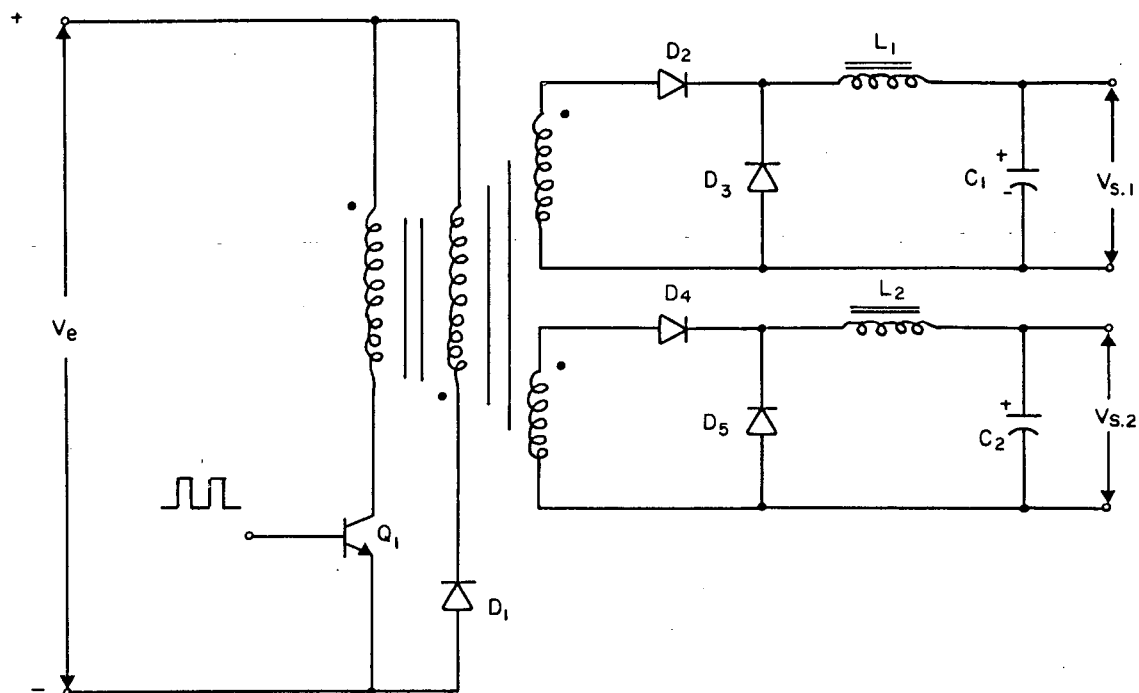 +
Ve
−
Q1
D1
D2
L1
D3
+
C1
-
Vs.1
D4
L2
D5
+
C2
Vs.2